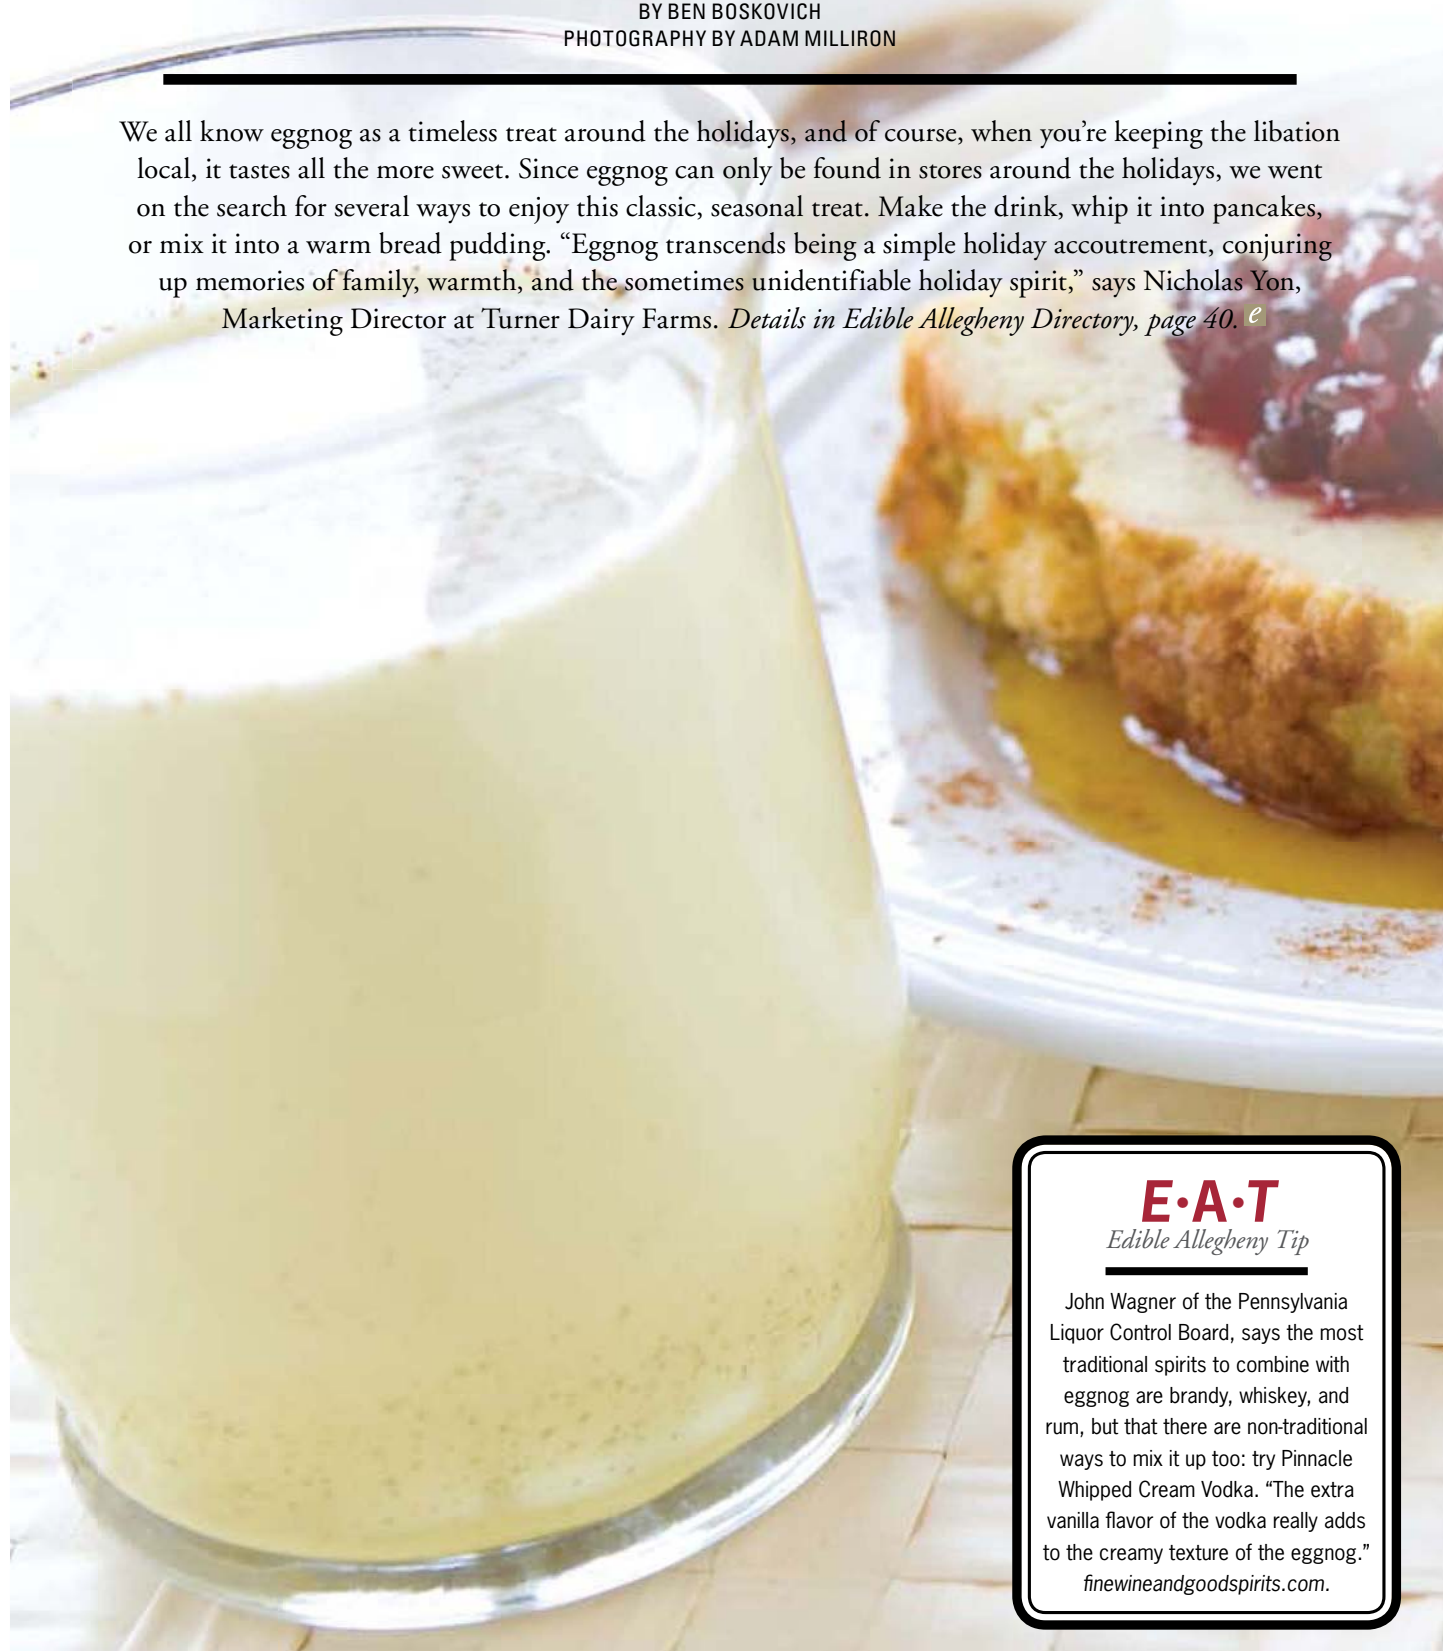 BY BEN BOSKOVICH
PHOTOGRAPHY BY ADAM MILLIRON
We all know eggnog as a timeless treat around the holidays, and of course, when you’re keeping the libation
local, it tastes all the more sweet. Since eggnog can only be found in stores around the holidays, we went
on the search for several ways to enjoy this classic, seasonal treat. Make the drink, whip it into pancakes,
or mix it into a warm bread pudding. “Eggnog transcends being a simple holiday accoutrement, conjuring
up memories of family, warmth, and the sometimes unidentifiable holiday spirit,” says Nicholas Yon,
Marketing Director at Turner Dairy Farms. Details in Edible Allegheny Directory, page 40. e
E•A•T
Edible Allegheny Tip
John Wagner of the Pennsylvania
Liquor Control Board, says the most
traditional spirits to combine with
eggnog are brandy, whiskey, and
rum, but that there are non-traditional
ways to mix it up too: try Pinnacle
Whipped Cream Vodka. “The extra
vanilla flavor of the vodka really adds
to the creamy texture of the eggnog.”
finewineandgoodspirits.com.